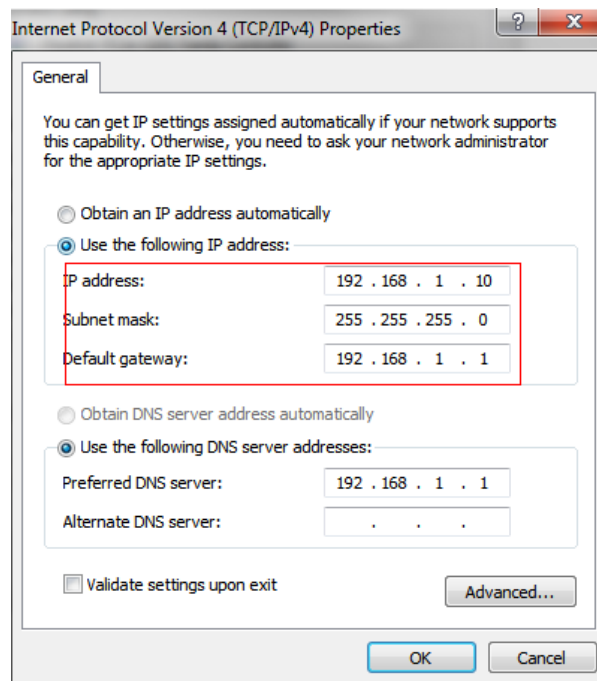 Internet Protocol Version 4 (TCP/IPv4) Properties
General
You can get IP settings assigned automatically if your network supports
this capability. Otherwise, you need to ask your network administrator
for the appropriate IP settings.
Obtain an IP address automatically
Use the following IP address:
IP address: 192 . 168 . 1 . 10
Subnet mask: 255 . 255 . 255 . 0
Default gateway: 192 . 168 . 1 . 1
Obtain DNS server address automatically
Use the following DNS server addresses:
Preferred DNS server: 192 . 168 . 1 . 1
Alternate DNS server: . . .
Validate settings upon exit
Advanced...
OK Cancel